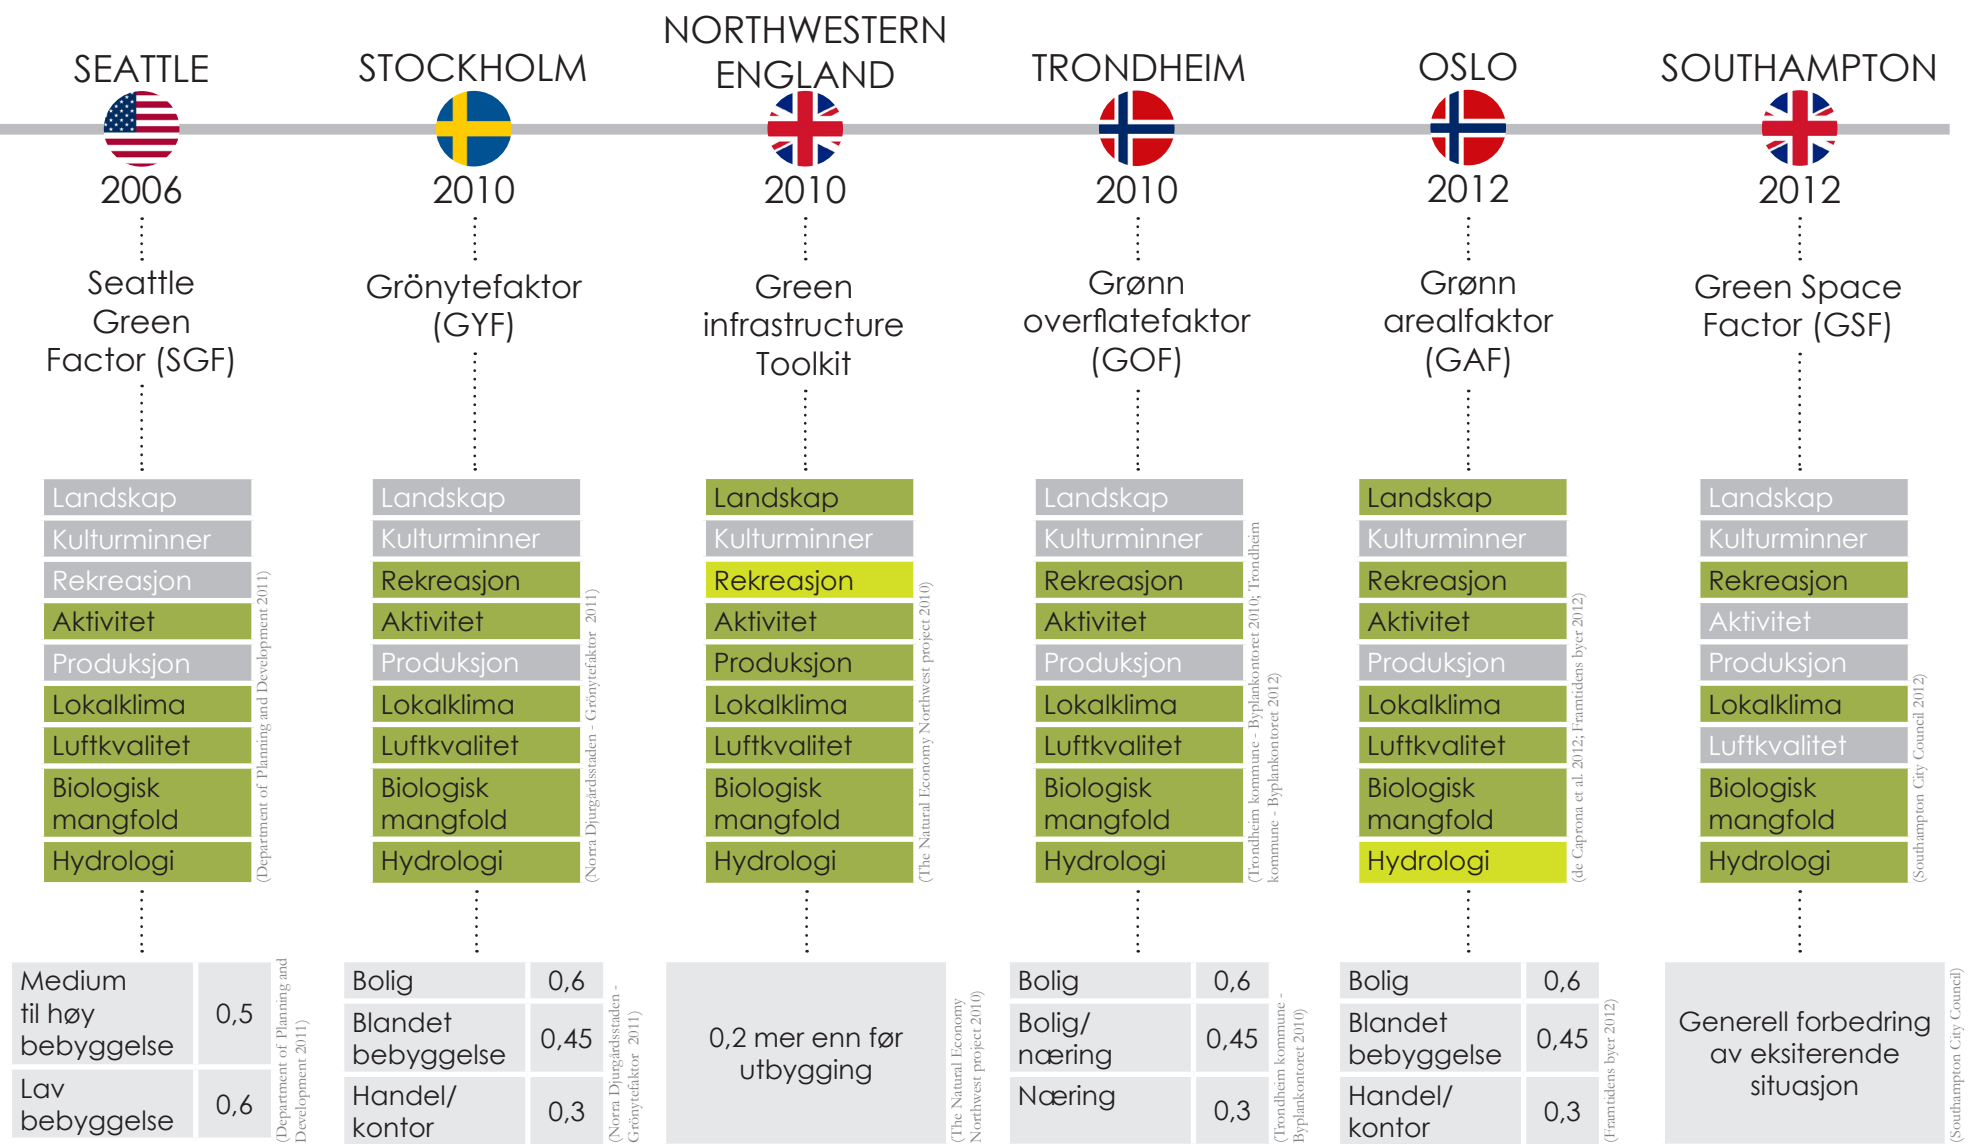 SEATTLE
2006
Seattle
Green
Factor (SGF)
Landskap
Kulturminner
Rekreasjon
Aktivitet
Produksjon
Lokalklima
Luftkvalitet
Biologisk
mangfold
Hydrologi
(Department of Planning and Development 2011)
Medium
til høy
bebyggelse
0,5
Lav
bebyggelse
0,6
(Department of Planning and
Development 2011)
STOCKHOLM
2010
Grönytefaktor
(GYF)
Landskap
Kulturminner
Rekreasjon
Aktivitet
Produksjon
Lokalklima
Luftkvalitet
Biologisk
mangfold
Hydrologi
(Norra Djurgårdsstaden - Grönytefaktor 2011)
Bolig
0,6
Blandet
bebyggelse
0,45
Handel/
kontor
0,3
(Norra Djurgårdsstaden -
Grönytefaktor 2011)
NORTHWESTERN
ENGLAND
2010
Green
infrastructure
Toolkit
Landskap
Kulturminner
Rekreasjon
Aktivitet
Produksjon
Lokalklima
Luftkvalitet
Biologisk
mangfold
Hydrologi
(The Natural Economy Northwest project 2010)
0,2 mer enn før
utbygging
(The Natural Economy
Northwest project 2010)
TRONDHEIM
2010
Grønn
overflatefaktor
(GOF)
Landskap
Kulturminner
Rekreasjon
Aktivitet
Produksjon
Lokalklima
Luftkvalitet
Biologisk
mangfold
Hydrologi
(Trondheim kommune - Byplankontoret 2010; Trondheim
kommune - Byplankontoret 2012)
Bolig
0,6
Bolig/
næring
0,45
Næring
0,3
(Trondheim kommune -
Byplankontoret 2010)
OSLO
2012
Grønn
arealfaktor
(GAF)
Landskap
Kulturminner
Rekreasjon
Aktivitet
Produksjon
Lokalklima
Luftkvalitet
Biologisk
mangfold
Hydrologi
(de Caprona et al. 2012; Framtidens byer 2012)
Bolig
0,6
Blandet
bebyggelse
0,45
Handel/
kontor
0,3
(Framtidens byer 2012)
SOUTHAMPTON
2012
Green Space
Factor (GSF)
Landskap
Kulturminner
Rekreasjon
Aktivitet
Produksjon
Lokalklima
Luftkvalitet
Biologisk
mangfold
Hydrologi
(Southampton City Council 2012)
Generell forbedring
av eksiterende
situasjon
(Southampton City Council)